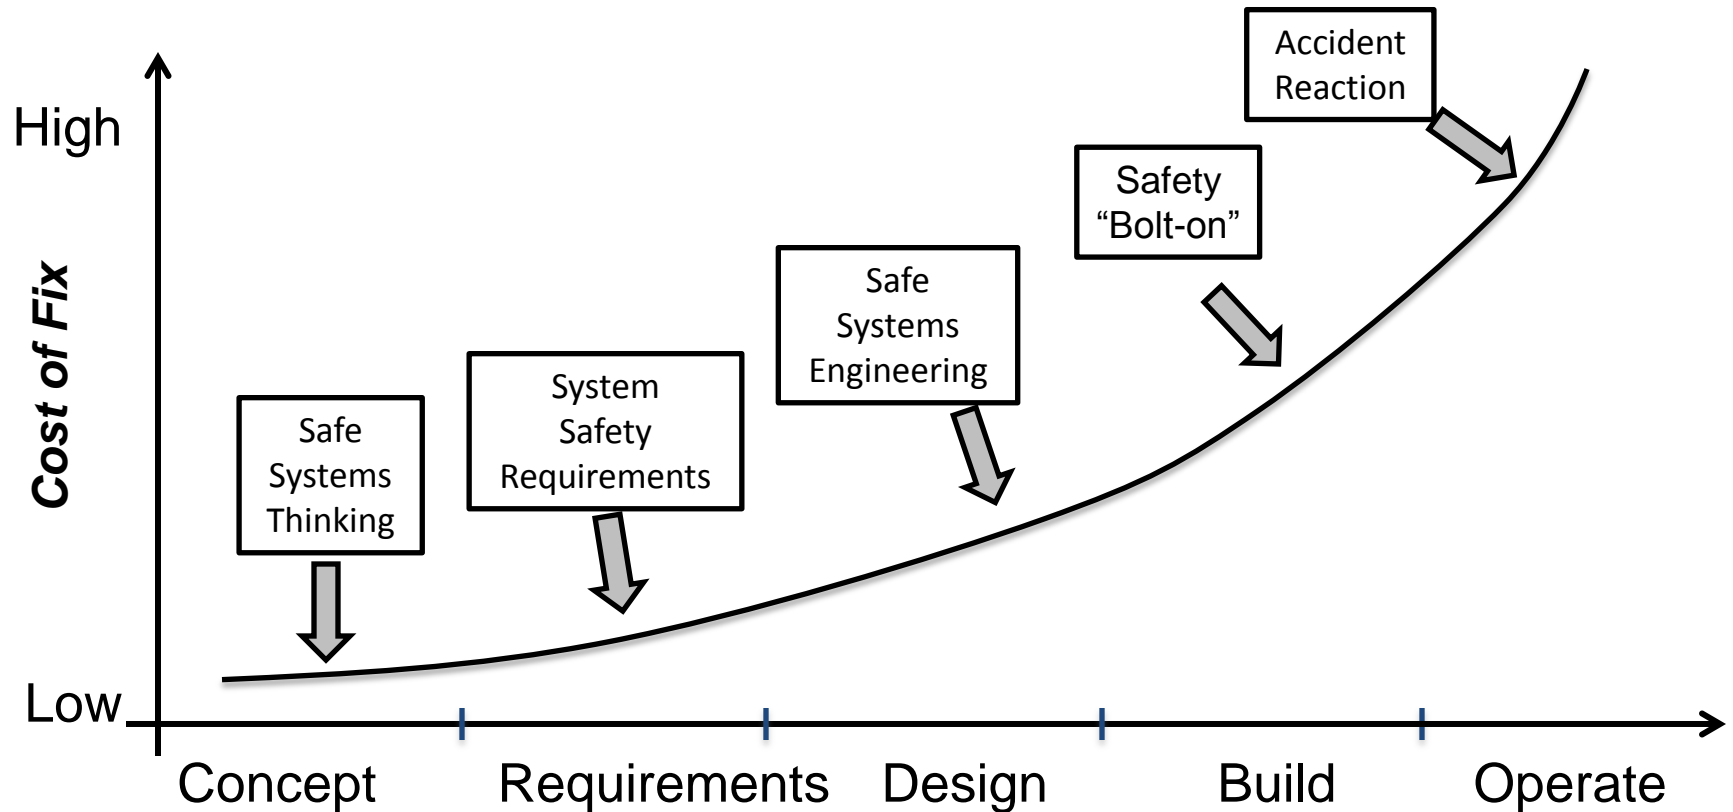 High
Low
Cost of Fix
Safe
Systems
Thinking
System
Safety
Requirements
Safe
Systems
Engineering
Safety
“Bolt-on”
Accident
Reaction
Concept
Requirements
Design
Build
Operate